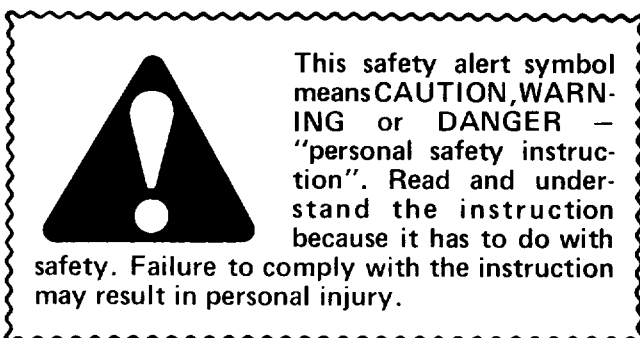 This safety alert symbol
means CAUTION, WARN-
ING or DANGER —
"personal safety instruc-
tion". Read and under-
stand the instruction
because it has to do with
safety. Failure to comply with the instruction
may result in personal injury.